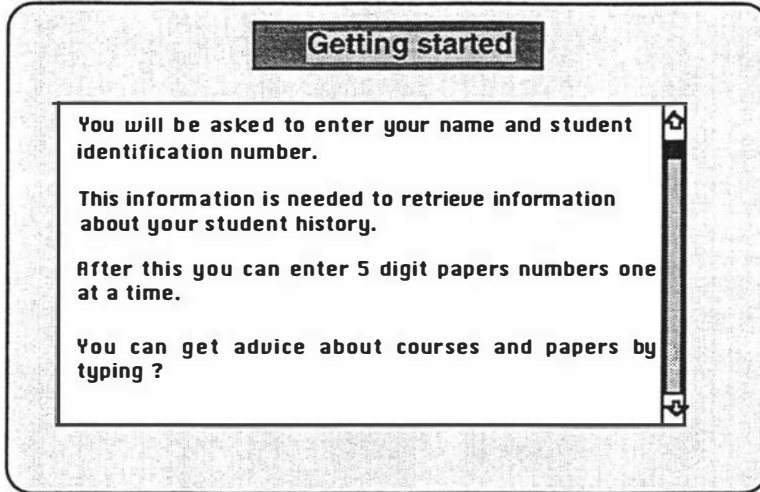 Getting started
You will be asked to enter your name and student
identification number.
This information is needed to retrieve information
about your student history.
After this you can enter 5 digit papers numbers one
at a time.
You can get advice about courses and papers by
typing ?